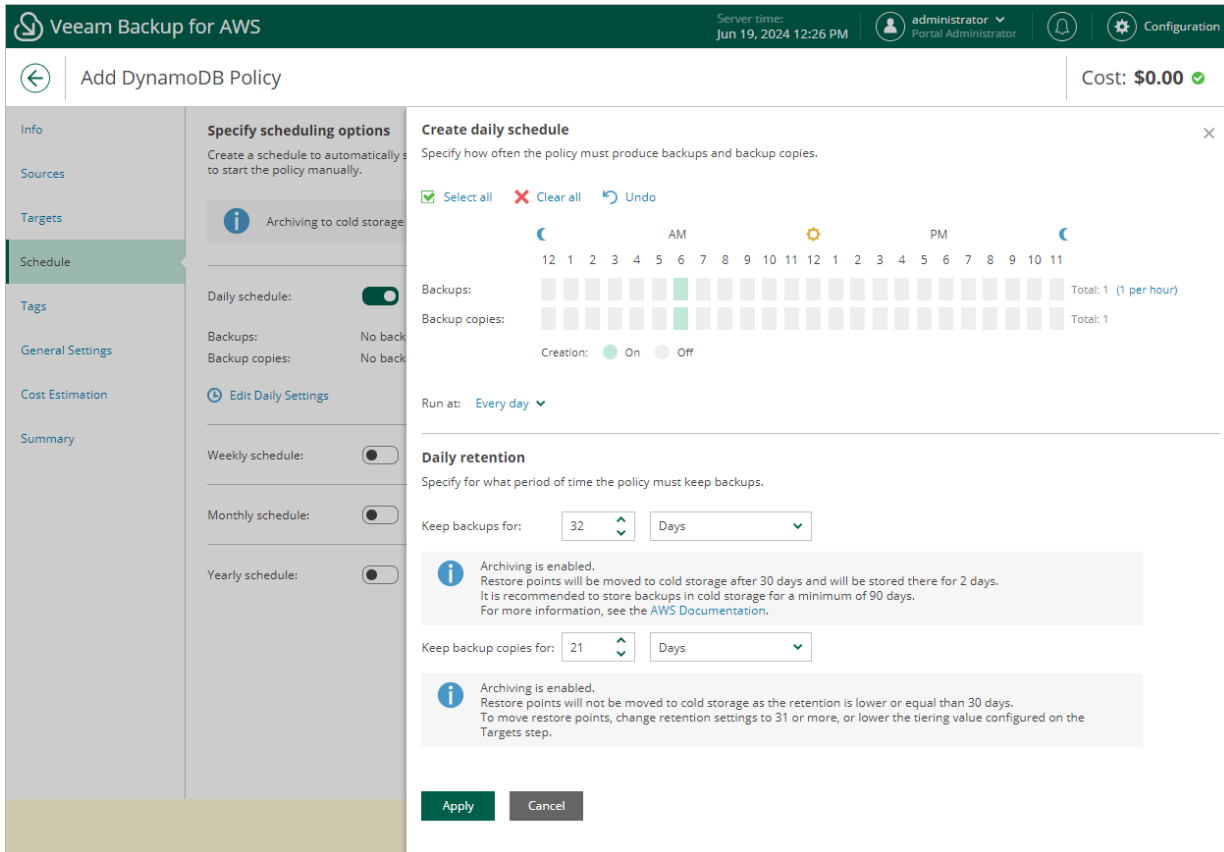 Veeam Backup for AWS
Server time:
Jun 19, 2024 12:26 PM
administrator
Portal Administrator
Configuration
Add DynamoDB Policy
Cost: $0.00
Info
Sources
Targets
Schedule
Tags
General Settings
Cost Estimation
Summary
Specify scheduling options
Create a schedule to automatically s
to start the policy manually.
Archiving to cold storage
Daily schedule:
Backups: No back
Backup copies: No back
Edit Daily Settings
Weekly schedule:
Monthly schedule:
Yearly schedule:
Create daily schedule
Specify how often the policy must produce backups and backup copies.
Select all Clear all Undo
AM PM
12 1 2 3 4 5 6 7 8 9 10 11 12 1 2 3 4 5 6 7 8 9 10 11
Backups: Total: 1 (1 per hour)
Backup copies: Total: 1
Creation: On Off
Run at: Every day
Daily retention
Specify for what period of time the policy must keep backups.
Keep backups for: 32 Days
Archiving is enabled.
Restore points will be moved to cold storage after 30 days and will be stored there for 2 days.
It is recommended to store backups in cold storage for a minimum of 90 days.
For more information, see the AWS Documentation.
Keep backup copies for: 21 Days
Archiving is enabled.
Restore points will not be moved to cold storage as the retention is lower or equal than 30 days.
To move restore points, change retention settings to 31 or more, or lower the tiering value configured on the
Targets step.
Apply Cancel